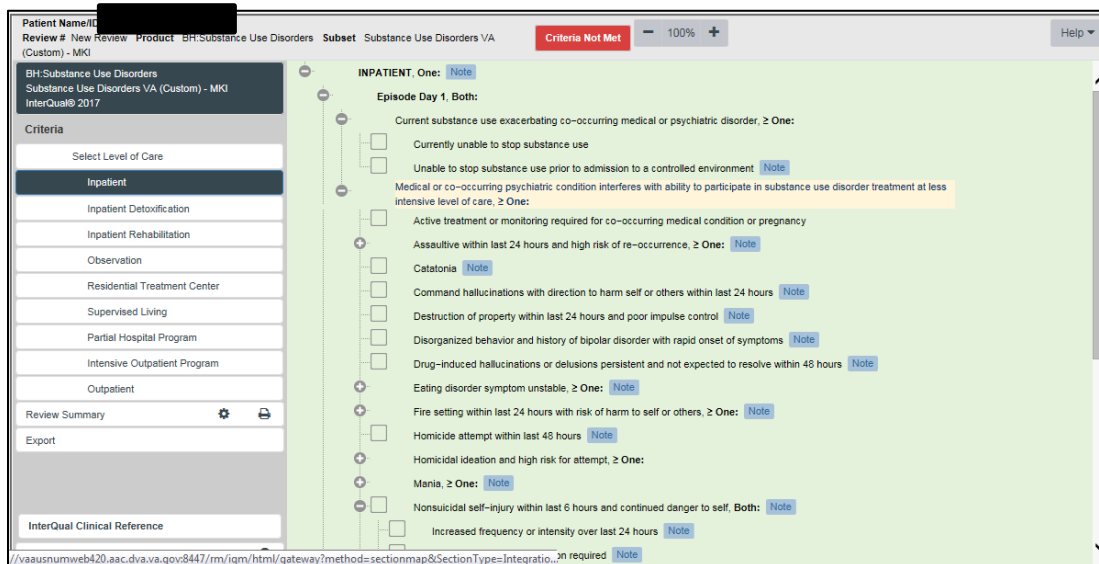 Patient Name/ID
Review # New Review Product BH:Substance Use Disorders Subset Substance Use Disorders VA
(Custom) - MKI
Criteria Not Met
100%
Help
BH:Substance Use Disorders
Substance Use Disorders VA (Custom) - MKI
InterQual® 2017
Criteria
Select Level of Care
Inpatient
Inpatient Detoxification
Inpatient Rehabilitation
Observation
Residential Treatment Center
Supervised Living
Partial Hospital Program
Intensive Outpatient Program
Outpatient
Review Summary
Export
InterQual Clinical Reference
INPATIENT, One: Note
Episode Day 1, Both:
Current substance use exacerbating co-occurring medical or psychiatric disorder, ≥ One:
Currently unable to stop substance use
Unable to stop substance use prior to admission to a controlled environment Note
Medical or co-occurring psychiatric condition interferes with ability to participate in substance use disorder treatment at less
intensive level of care, ≥ One:
Active treatment or monitoring required for co-occurring medical condition or pregnancy
Assaultive within last 24 hours and high risk of re-occurrence, ≥ One: Note
Catatonia Note
Command hallucinations with direction to harm self or others within last 24 hours Note
Destruction of property within last 24 hours and poor impulse control Note
Disorganized behavior and history of bipolar disorder with rapid onset of symptoms Note
Drug-induced hallucinations or delusions persistent and not expected to resolve within 48 hours Note
Eating disorder symptom unstable, ≥ One: Note
Fire setting within last 24 hours with risk of harm to self or others, ≥ One: Note
Homicide attempt within last 48 hours Note
Homicidal ideation and high risk for attempt, ≥ One:
Mania, ≥ One: Note
Nonsuicidal self-injury within last 6 hours and continued danger to self, Both: Note
Increased frequency or intensity over last 24 hours Note
required Note
//vaausnumweb420.aac.dva.va.gov:8447/rm/iqm/html/gateway?method=sectionmap&SectionType=Integratio...